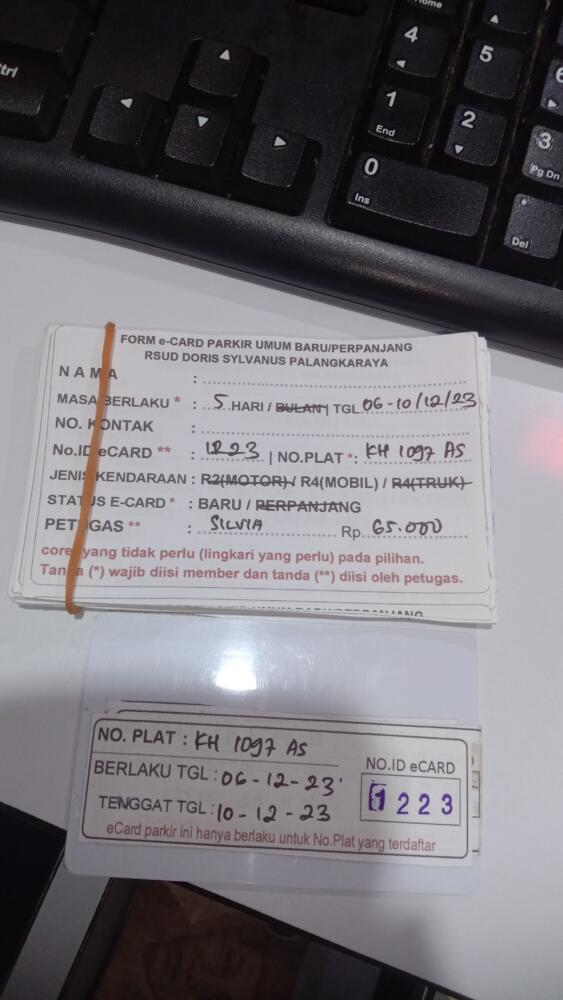 Home
4
5
6
Ctrl
1
End
2
3
Pg Dn
0
Ins
Del
FORM e-CARD PARKIR UMUM BARU/PERPANJANG
RSUD DORIS SYLVANUS PALANGKARAYA
NAMA :
MASA BERLAKU * : 5 HARI / BULAN | TGL. 06-10/12/23
NO. KONTAK :
No.ID eCARD ** : 1223 | NO.PLAT *: KH 1097 AS
JENIS KENDARAAN : R2(MOTOR) / R4(MOBIL) / R4(TRUK)
STATUS E-CARD * : BARU / PERPANJANG
PETUGAS ** : SILVIA Rp. 65.000
coret yang tidak perlu (lingkari yang perlu) pada pilihan.
Tanda (*) wajib diisi member dan tanda (**) diisi oleh petugas.
NO. PLAT : KH 1097 AS
BERLAKU TGL : 06-12-23
TENGGAT TGL : 10-12-23
NO.ID eCARD
1223
eCard parkir ini hanya berlaku untuk No.Plat yang terdaftar